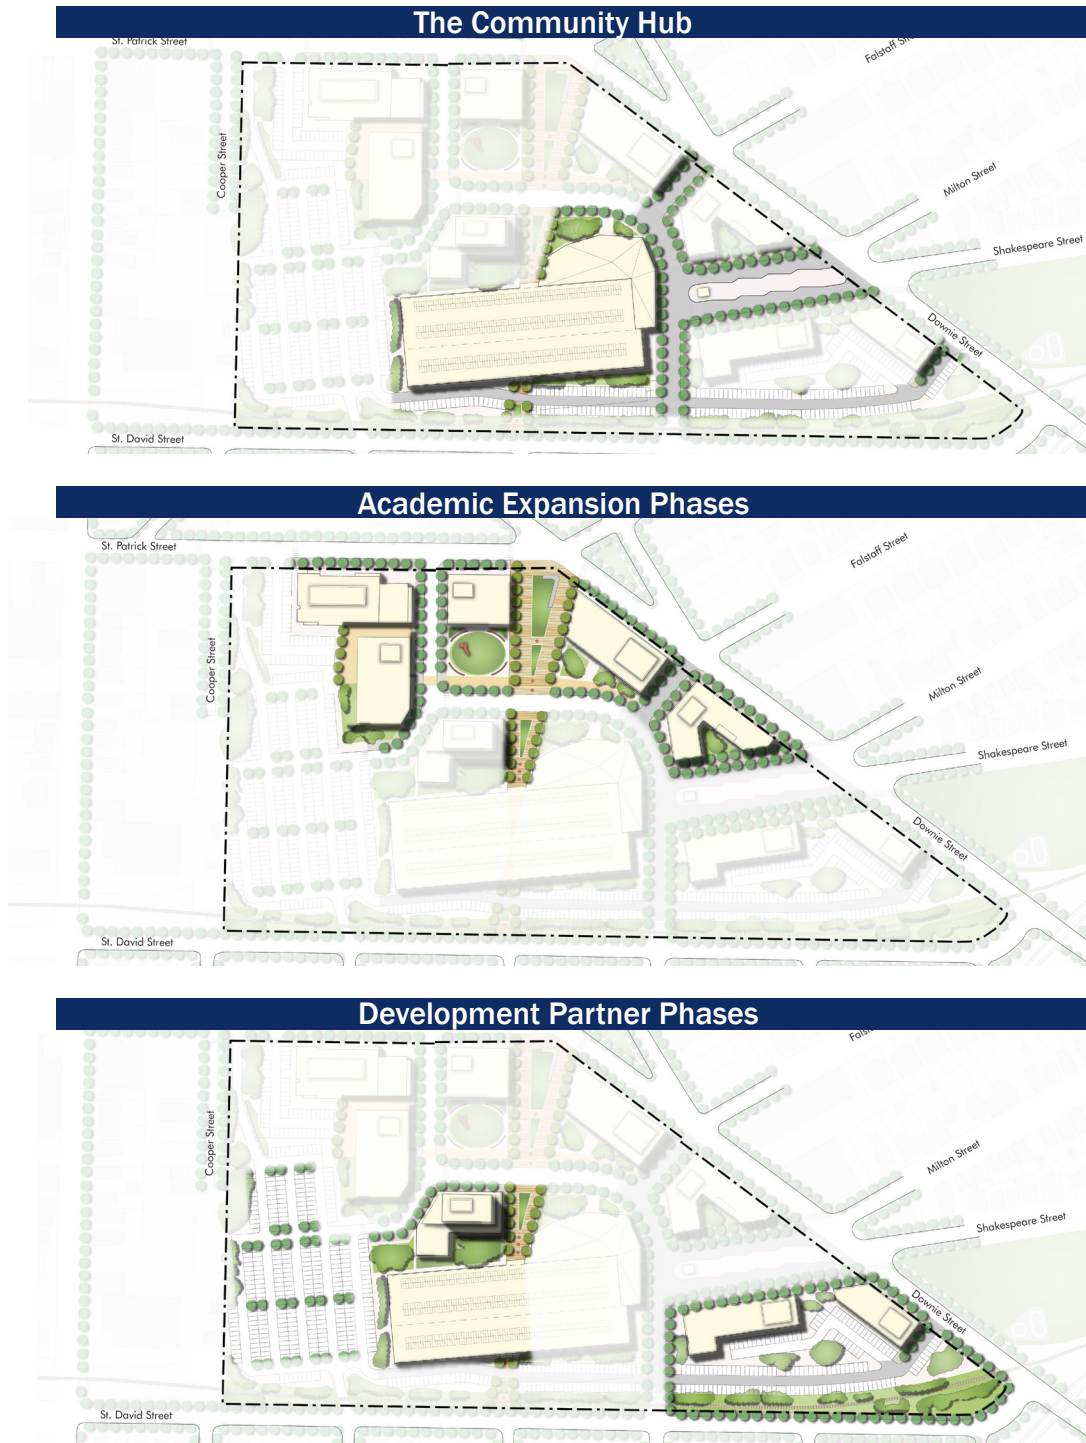 The Community Hub
St. Patrick Street
Cooper Street
Milton Street
Shakespeare Street
Downie Street
St. David Street
Academic Expansion Phases
St. Patrick Street
Falstaff Street
Cooper Street
Milton Street
Shakespeare Street
Downie Street
St. David Street
Development Partner Phases
Cooper Street
Milton Street
Shakespeare Street
Downie Street
St. David Street